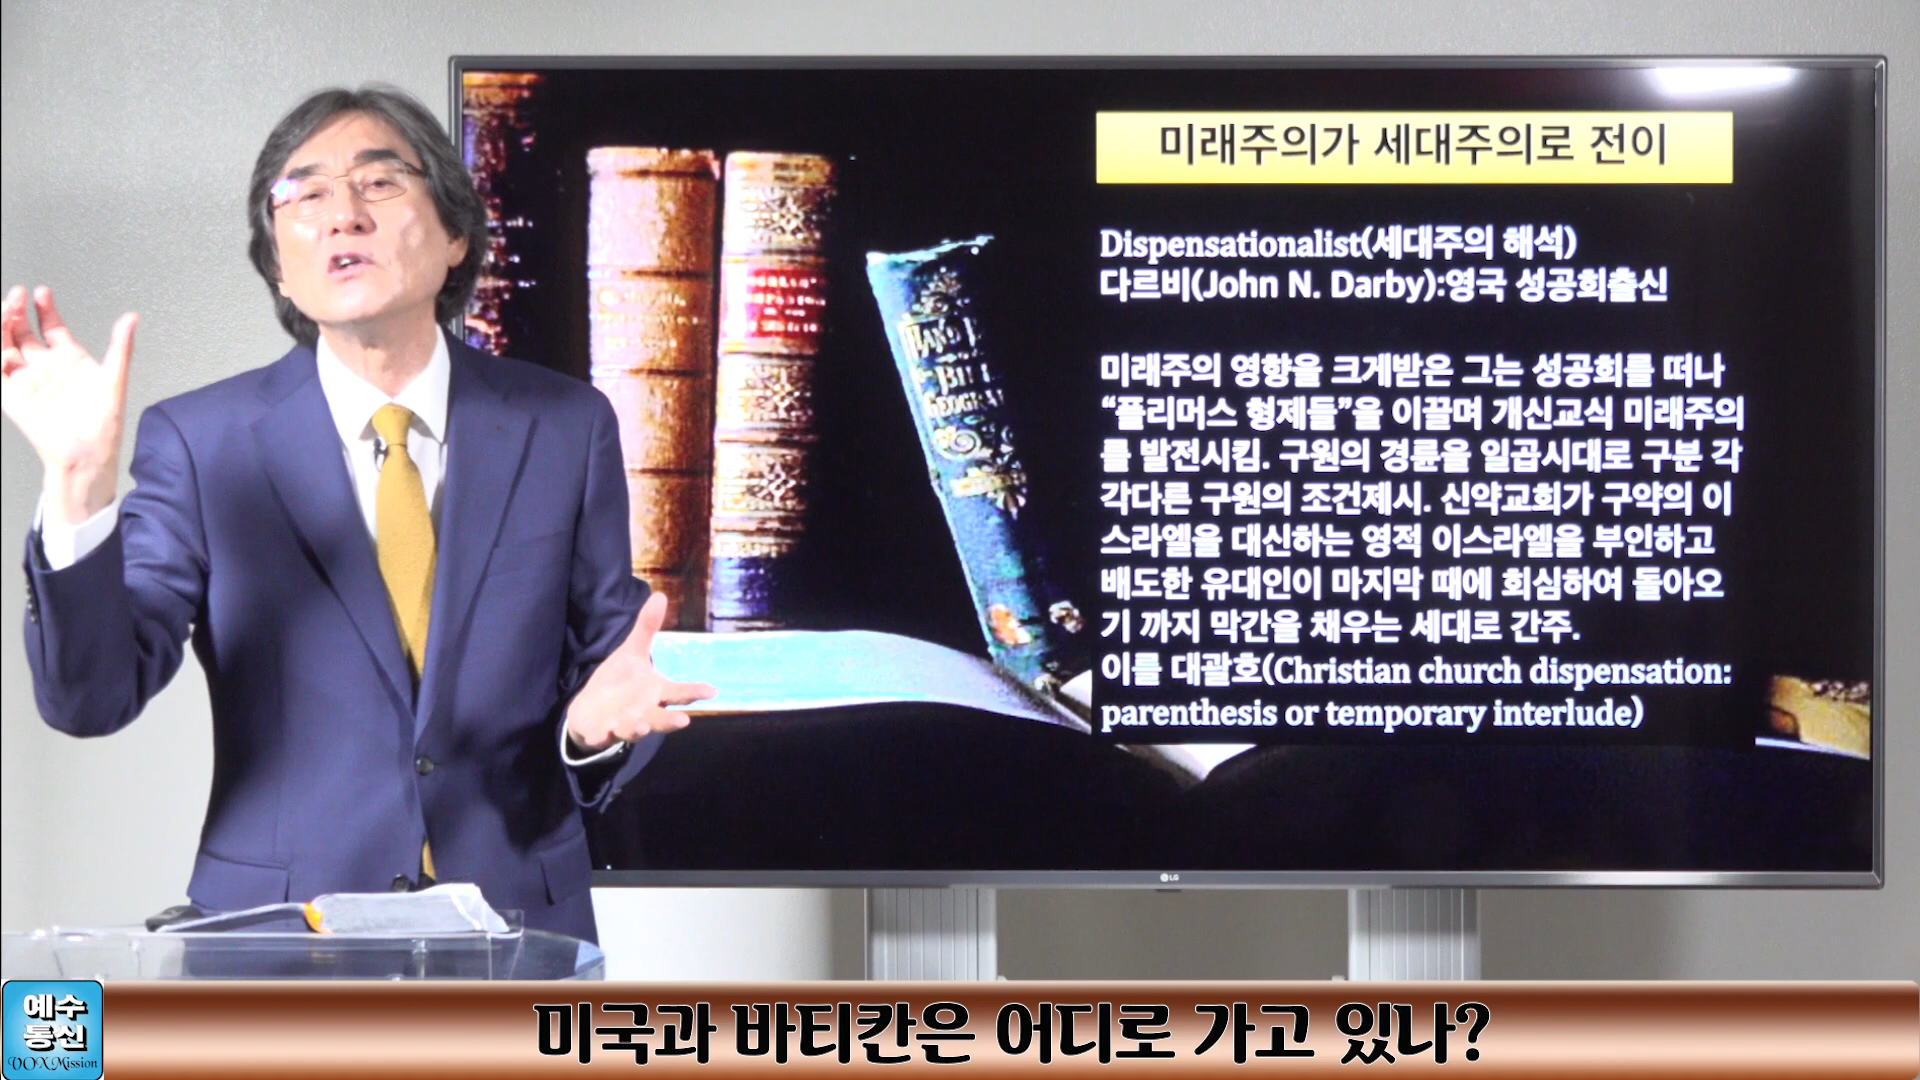 미래주의가 세대주의로 전이
Dispensationalist(세대주의 해석)
다르비(John N. Darby):영국 성공회출신
미래주의 영향을 크게받은 그는 성공회를 떠나
“플리머스 형제들”을 이끌며 개신교식 미래주의
를 발전시킴. 구원의 경륜을 일곱시대로 구분 각
각다른 구원의 조건제시. 신약교회가 구약의 이
스라엘을 대신하는 영적 이스라엘을 부인하고
배도한 유대인이 마지막 때에 회심하여 돌아오
기 까지 막간을 채우는 세대로 간주.
이를 대괄호(Christian church dispensation:
parenthesis or temporary interlude)
LG
예수
통신
VOX Mission
미국과 바티칸은 어디로 가고 있나?